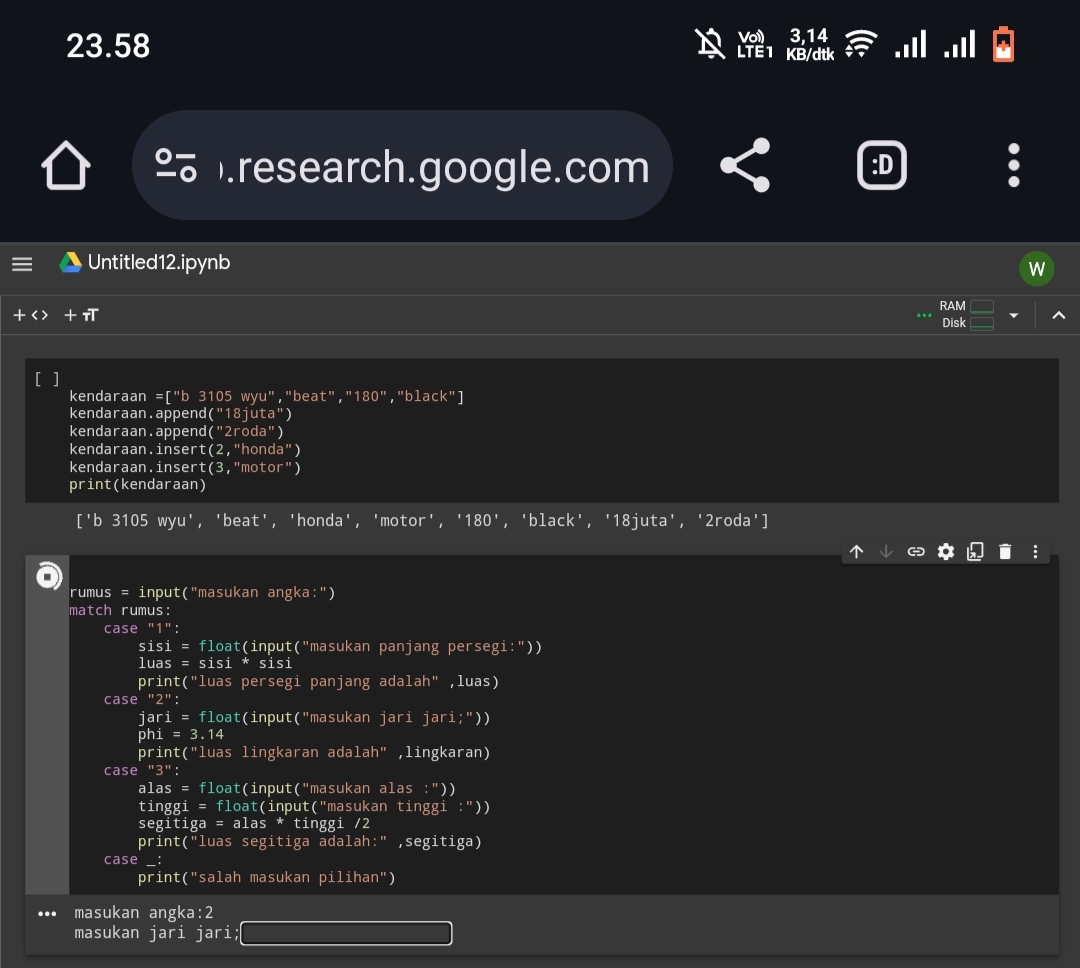 23.58
Vo)) LTE1
3,14 KB/dtk
.research.google.com
:D
Untitled12.ipynb
W
+ <> + TT
RAM
Disk
[ ]
kendaraan =["b 3105 wyu","beat","180","black"]
kendaraan.append("18juta")
kendaraan.append("2roda")
kendaraan.insert(2,"honda")
kendaraan.insert(3,"motor")
print(kendaraan)
['b 3105 wyu', 'beat', 'honda', 'motor', '180', 'black', '18juta', '2roda']
rumus = input("masukan angka:")
match rumus:
    case "1":
        sisi = float(input("masukan panjang persegi:"))
        luas = sisi * sisi
        print("luas persegi panjang adalah" ,luas)
    case "2":
        jari = float(input("masukan jari jari;"))
        phi = 3.14
        print("luas lingkaran adalah" ,lingkaran)
    case "3":
        alas = float(input("masukan alas :"))
        tinggi = float(input("masukan tinggi :"))
        segitiga = alas * tinggi /2
        print("luas segitiga adalah:" ,segitiga)
    case _:
        print("salah masukan pilihan")
masukan angka:2
masukan jari jari;